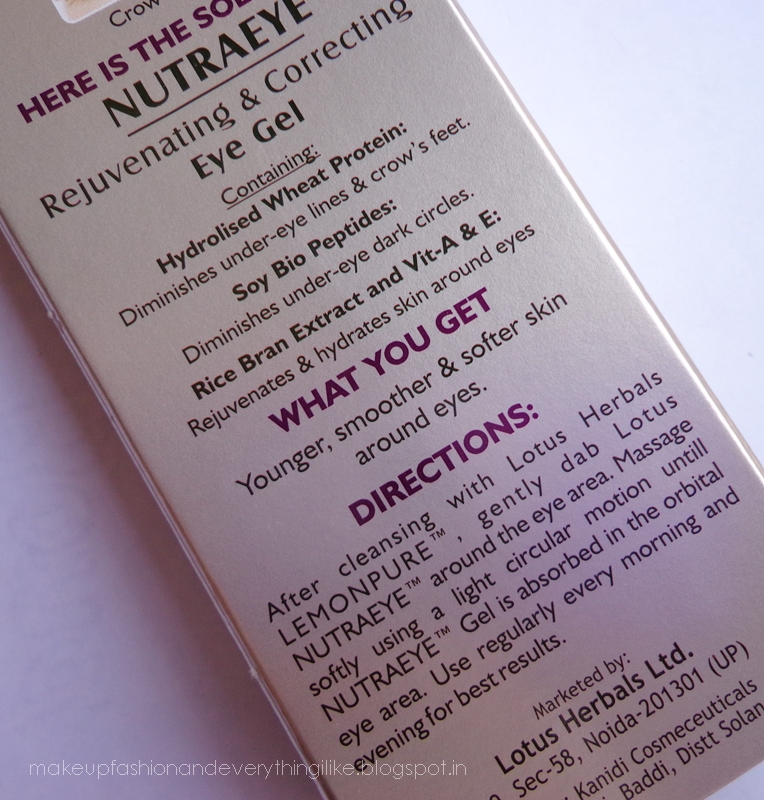 Crow
HERE IS THE
NUTRAEYE
Rejuvenating & Correcting
Eye Gel
Containing:
Hydrolised Wheat Protein:
Diminishes under-eye lines & crow's feet.
Soy Bio Peptides:
Diminishes under-eye dark circles.
Rice Bran Extract and Vit-A & E:
Rejuvenates & hydrates skin around eyes
WHAT YOU GET
Younger, smoother & softer skin
around eyes.
DIRECTIONS:
After cleansing with Lotus Herbals
LEMONPURE™, gently dab Lotus
NUTRAEYE™ around the eye area. Massage
softly using a light circular motion untill
NUTRAEYE™ Gel is absorbed in the orbital
eye area. Use regularly every morning and
evening for best results.
Marketed by:
Lotus Herbals Ltd.
Sec-58, Noida-201301 (UP)
Kanidi Cosmeceuticals
Baddi, Distt Solan
makeupfashionandeverythingilike.blogspot.in